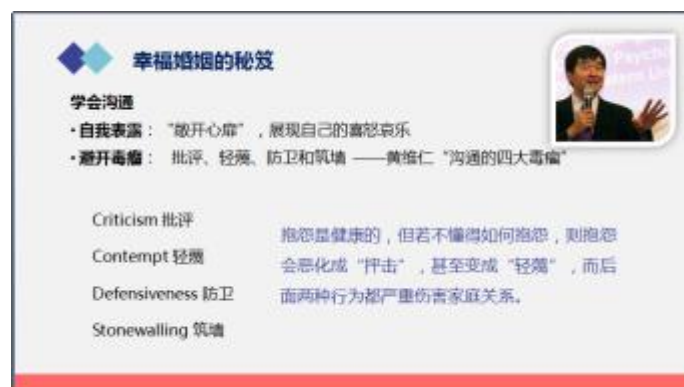 幸福婚姻的秘笈
学会沟通
•自我表露：“敞开心扉”，展现自己的喜怒哀乐
•避开毒瘤： 批评、轻蔑、防卫和筑墙 ——黄维仁“沟通的四大毒瘤”
Criticism 批评
Contempt 轻蔑
Defensiveness 防卫
Stonewalling 筑墙
抱怨是健康的，但若不懂得如何抱怨，则抱怨
会恶化成“抨击”，甚至变成“轻蔑”，而后
面两种行为都严重伤害家庭关系。